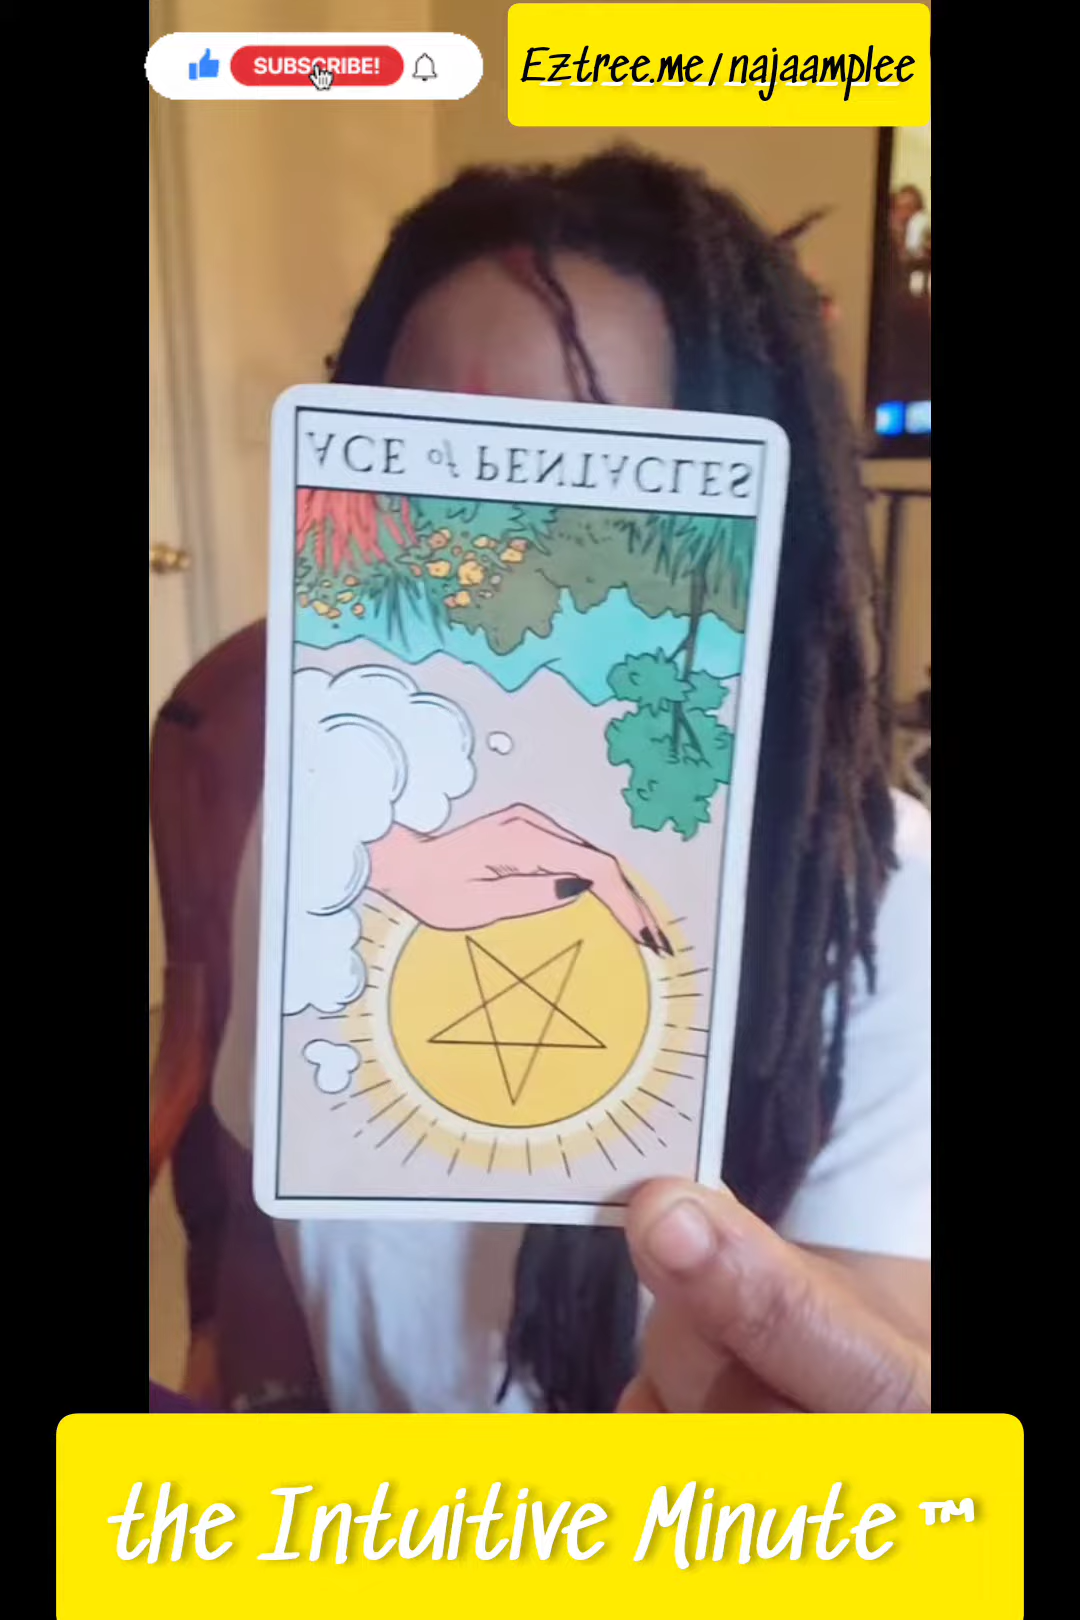 SUBSCRIBE!
Eztree.me/najaamplee
ACE of PENTACLES
the Intuitive Minute™